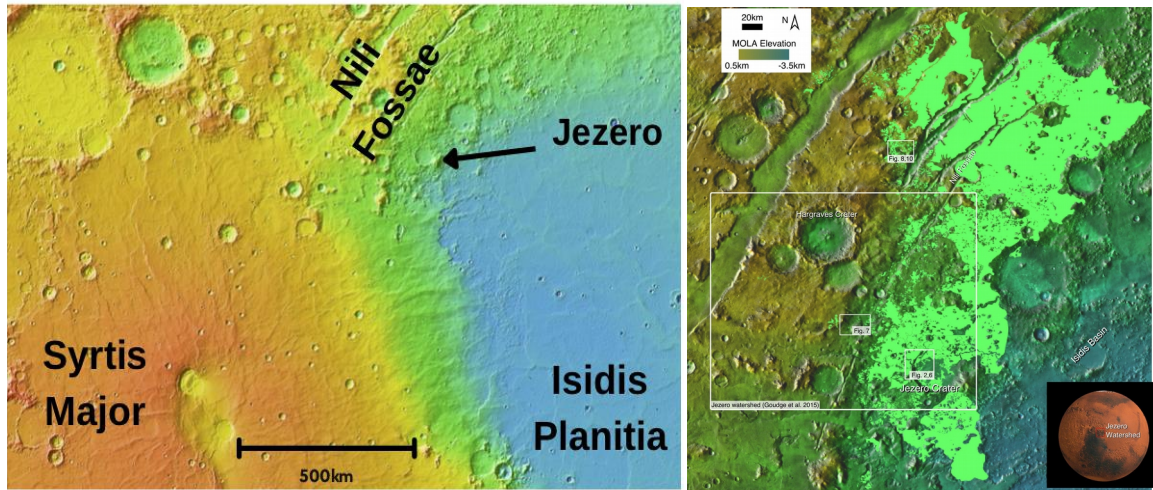 Nili
Fossae
Jezero
Syrtis
Major
Isidis
Planitia
500km
20km
N
MOLA Elevation
0.5km
-3.5km
Fig. 8,10
Hargraves Crater
Fig. 7
Fig. 2,6
Jezero Crater
Isidis Basin
Jezero watershed (Goudge et al. 2015)
Jezero
Watershed